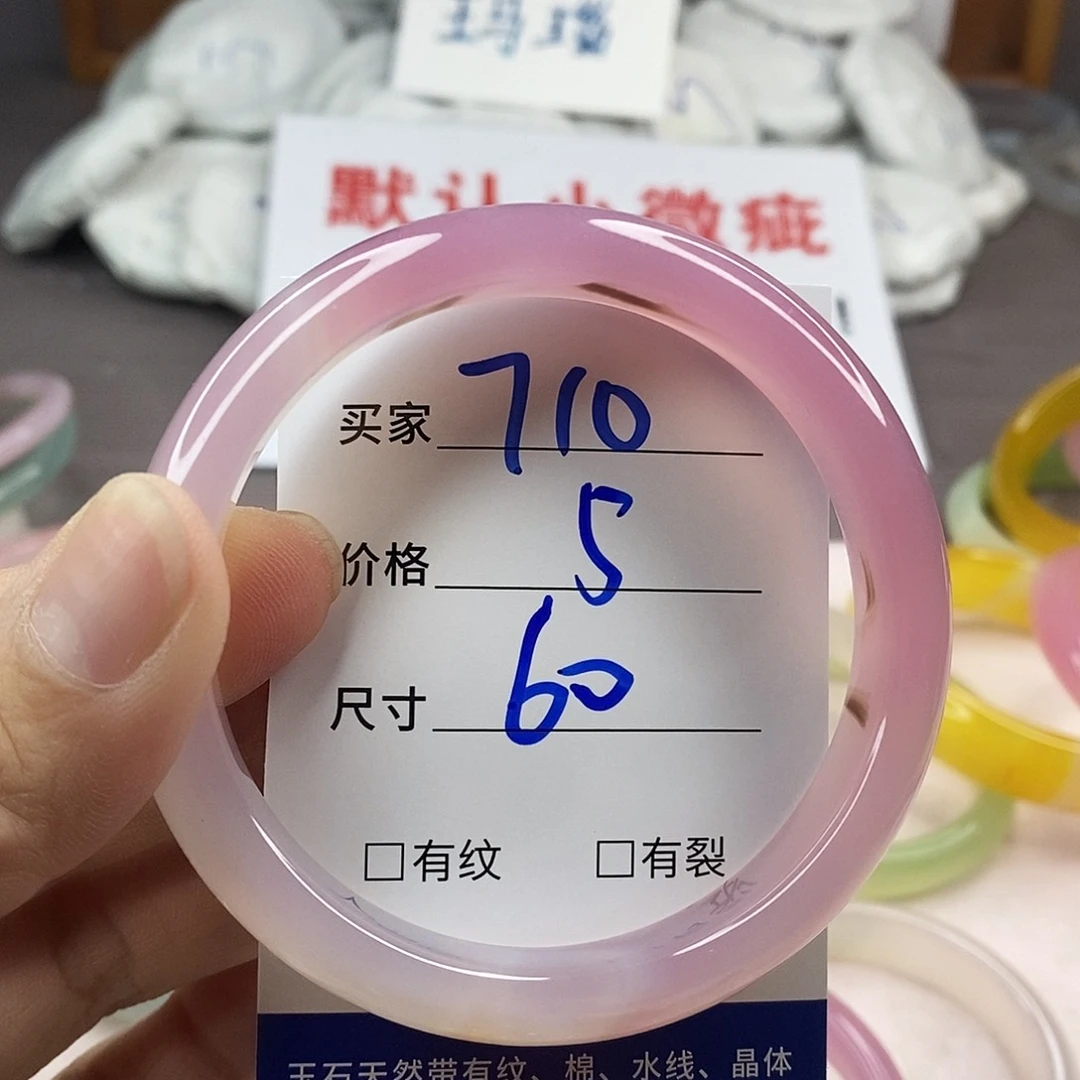 玛瑙
默认小微疵
买家 710
价格 5
尺寸 60
□有纹 □有裂
玉石天然带有纹、棉、水线、晶体